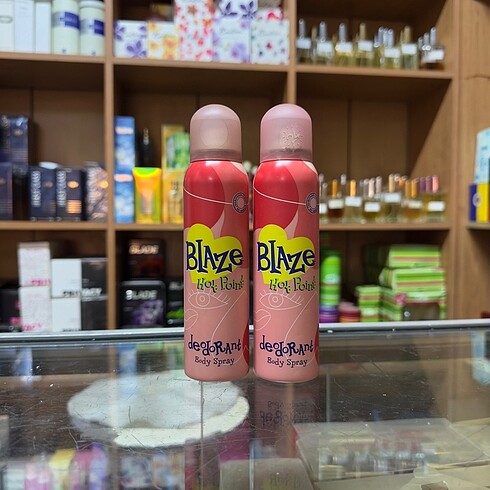 BLAZE
Hot Point
deodorant
Body Spray
BLAZE
Hot Point
deodorant
Body Spray